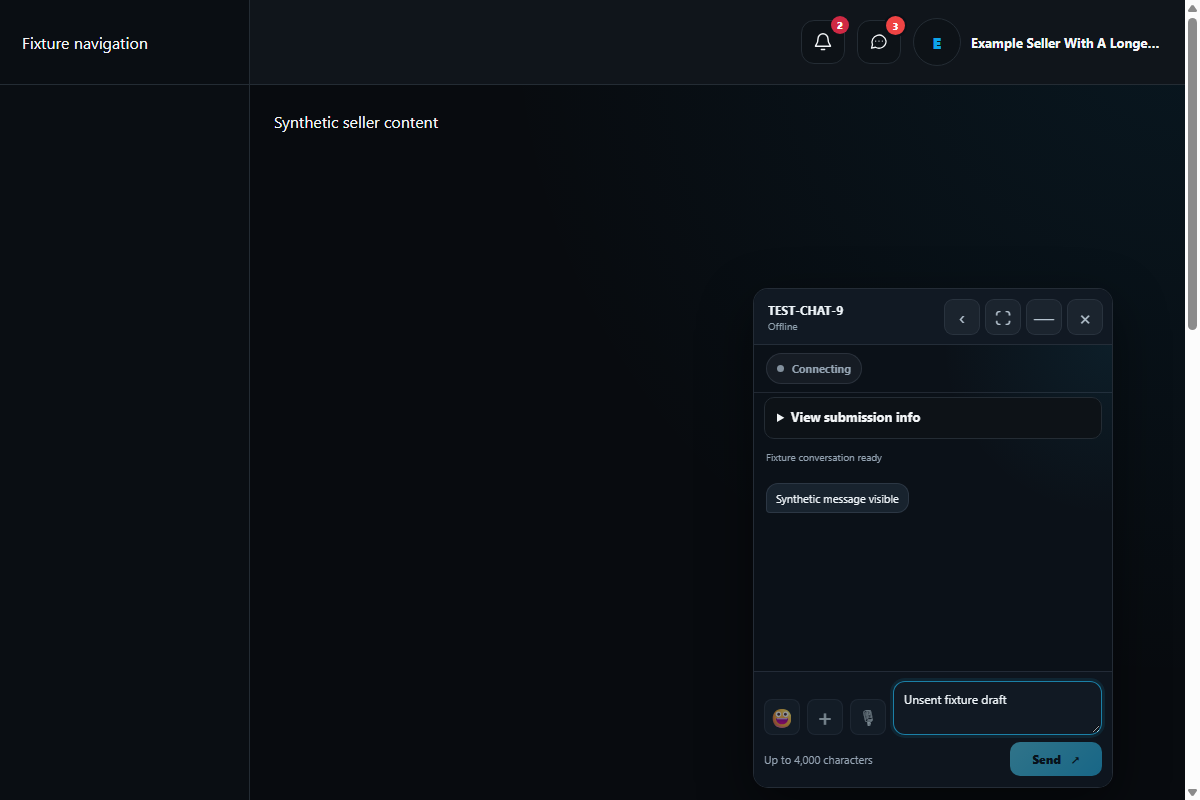 Fixture navigation
2
3
E
Example Seller With A Longe...
Synthetic seller content
TEST-CHAT-9
Offline
Connecting
View submission info
Fixture conversation ready
Synthetic message visible
Unsent fixture draft
Up to 4,000 characters
Send